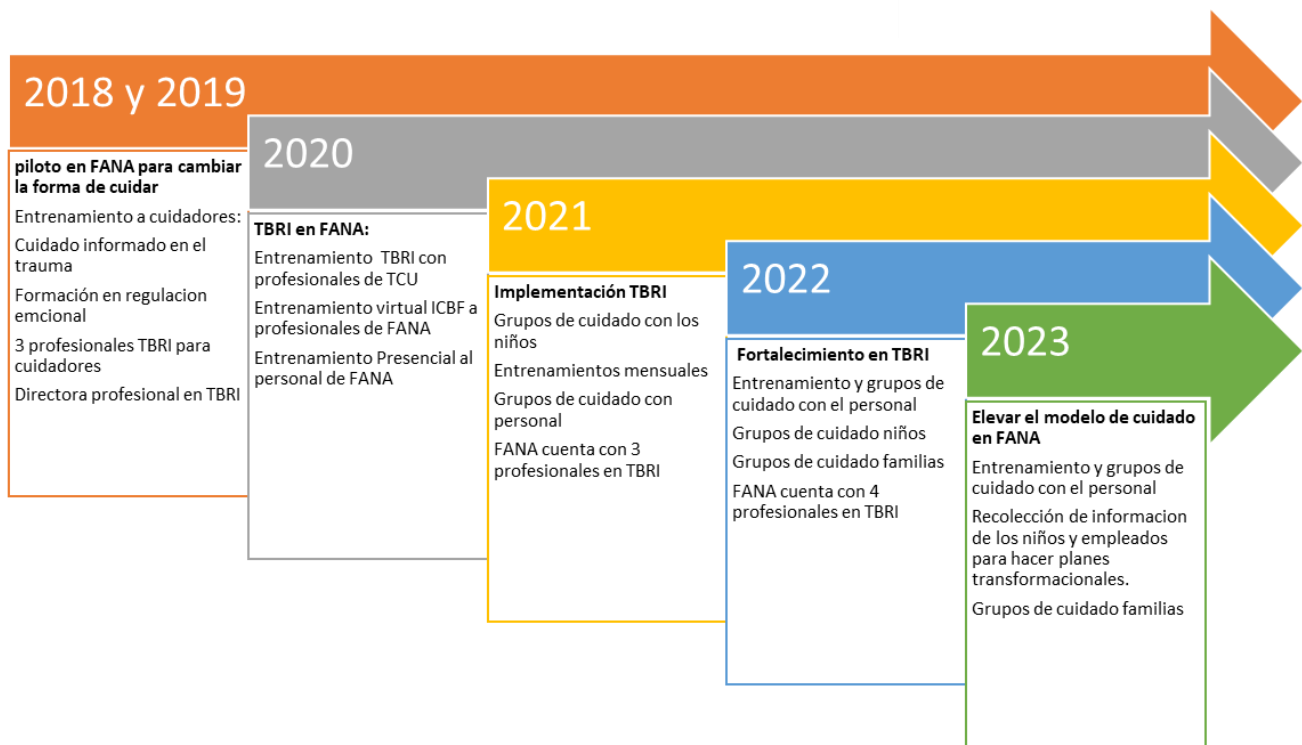 2018 y 2019
piloto en FANA para cambiar
la forma de cuidar
Entrenamiento a cuidadores:
Cuidado informado en el
trauma
Formación en regulacion
emcional
3 profesionales TBRI para
cuidadores
Directora profesional en TBRI
2020
TBRI en FANA:
Entrenamiento TBRI con
profesionales de TCU
Entrenamiento virtual ICBF a
profesionales de FANA
Entrenamiento Presencial al
personal de FANA
2021
Implementación TBRI
Grupos de cuidado con los
niños
Entrenamientos mensuales
Grupos de cuidado con
personal
FANA cuenta con 3
profesionales en TBRI
2022
Fortalecimiento en TBRI
Entrenamiento y grupos de
cuidado con el personal
Grupos de cuidado niños
Grupos de cuidado familias
FANA cuenta con 4
profesionales en TBRI
2023
Elevar el modelo de cuidado
en FANA
Entrenamiento y grupos de
cuidado con el personal
Recolección de informacion
de los niños y empleados
para hacer planes
transformacionales.
Grupos de cuidado familias